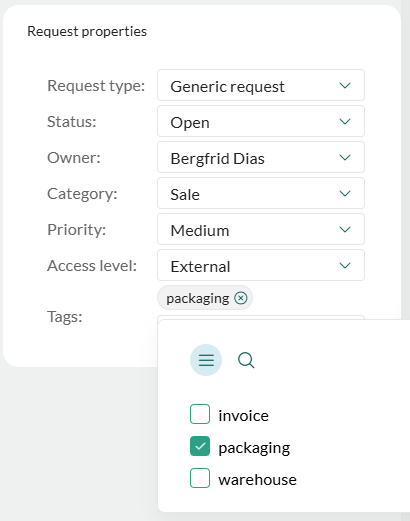 Request properties
Request type: Generic request
Status: Open
Owner: Bergfrid Dias
Category: Sale
Priority: Medium
Access level: External
packaging
Tags:
invoice
packaging
warehouse